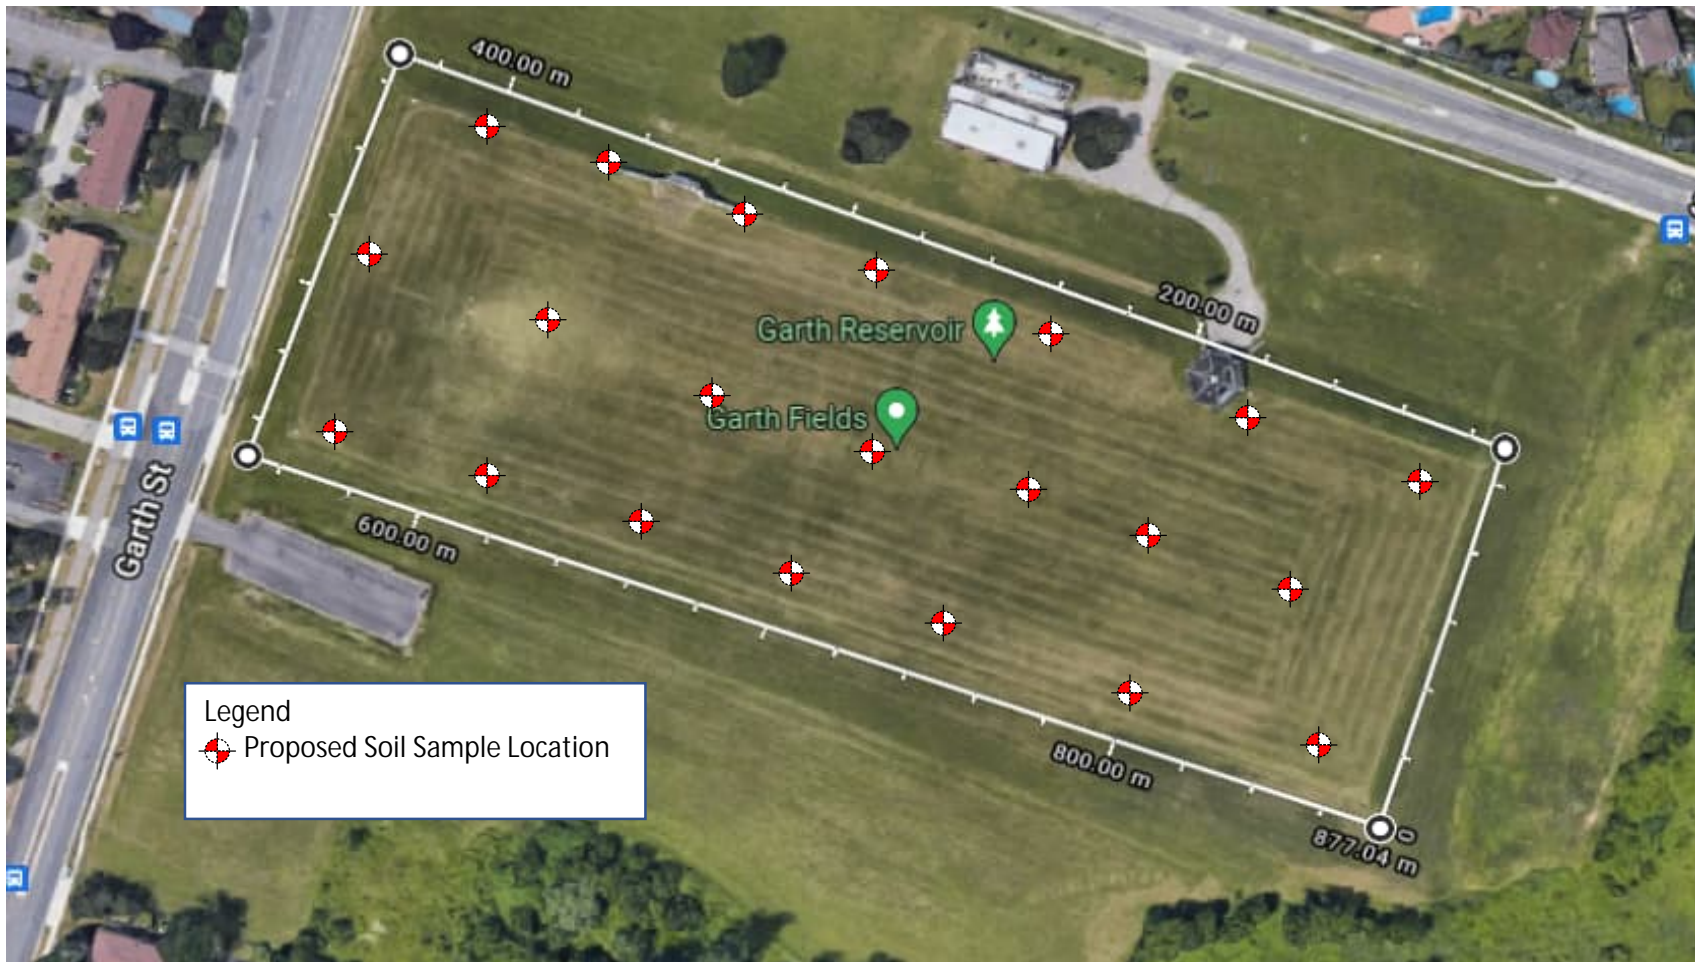 400.00 m
200.00 m
Garth Reservoir
Garth Fields
Garth St
600.00 m
Legend
Proposed Soil Sample Location
800.00 m
0
877.04 m